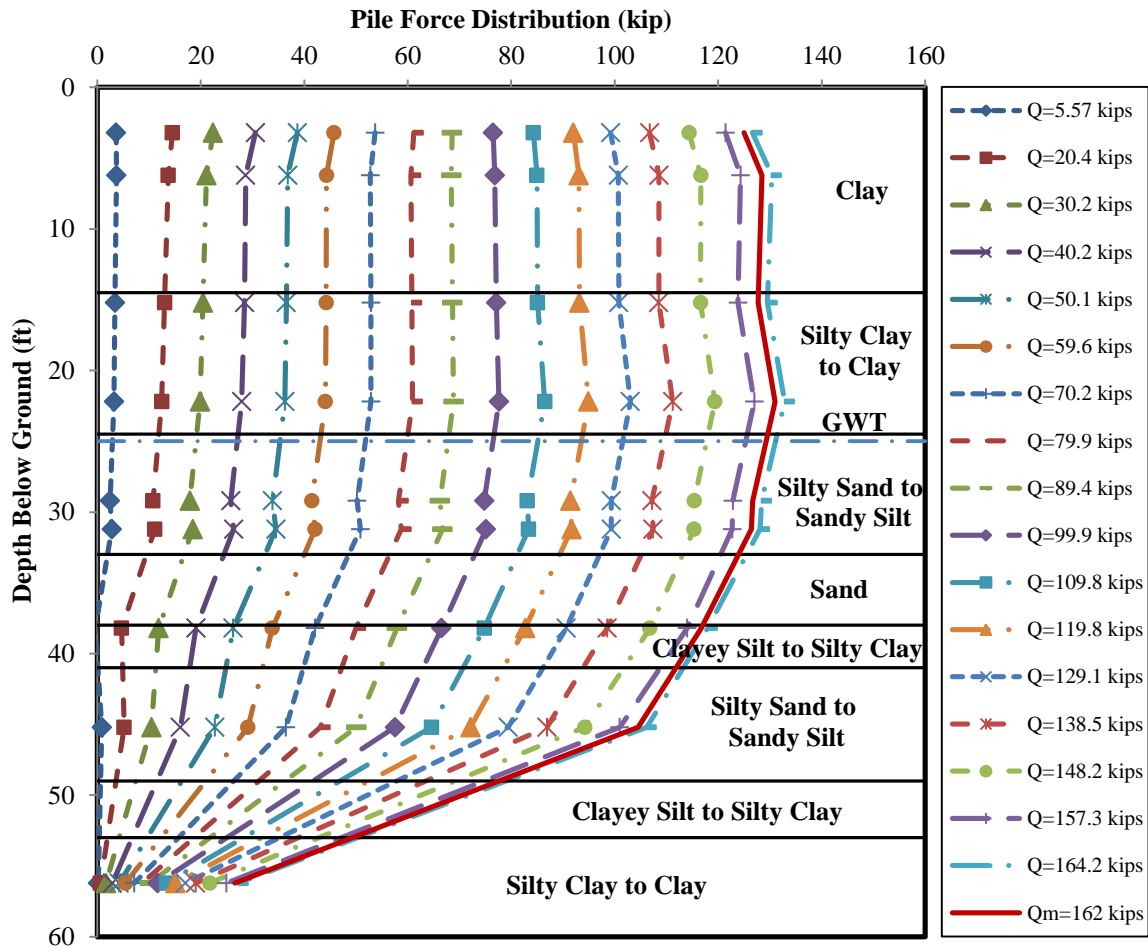 Pile Force Distribution (kip)
0 20 40 60 80 100 120 140 160
Depth Below Ground (ft)
0
10
20
30
40
50
60
Clay
Silty Clay
to Clay
GWT
Silty Sand to
Sandy Silt
Sand
Clayey Silt to Silty Clay
Silty Sand to
Sandy Silt
Clayey Silt to Silty Clay
Silty Clay to Clay
Q=5.57 kips
Q=20.4 kips
Q=30.2 kips
Q=40.2 kips
Q=50.1 kips
Q=59.6 kips
Q=70.2 kips
Q=79.9 kips
Q=89.4 kips
Q=99.9 kips
Q=109.8 kips
Q=119.8 kips
Q=129.1 kips
Q=138.5 kips
Q=148.2 kips
Q=157.3 kips
Q=164.2 kips
Qm=162 kips